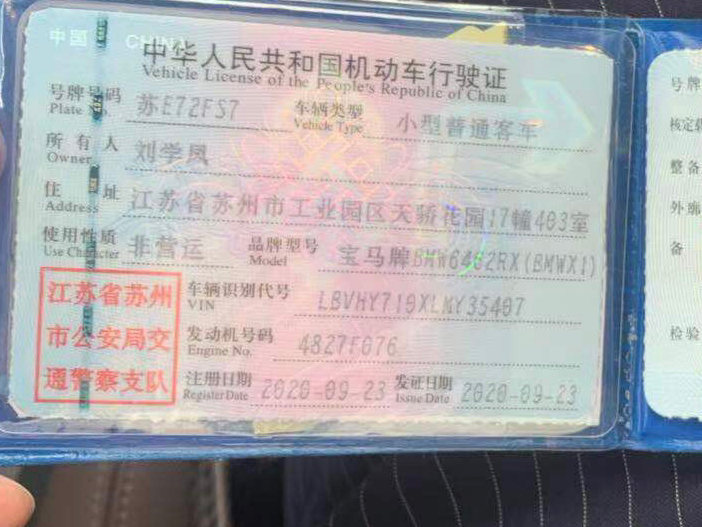 中国 CHINA
中华人民共和国机动车行驶证
Vehicle License of the People's Republic of China
号牌号码 苏E72FS7 车辆类型 小型普通客车
Plate No. Vehicle Type
所有人 刘学凤
Owner
住址 江苏省苏州市工业园区天骄花园17幢403室
Address
使用性质 非营运 品牌型号 宝马牌BMW6462RX(BMWX1)
Use Character Model
江苏省苏州
市公安局交
通警察支队
车辆识别代号
VIN
发动机号码 4827F076
Engine No.
注册日期 2020-09-23 发证日期 2020-09-23
Register Date Issue Date
号牌
核定载
整备
外廓
备
检验